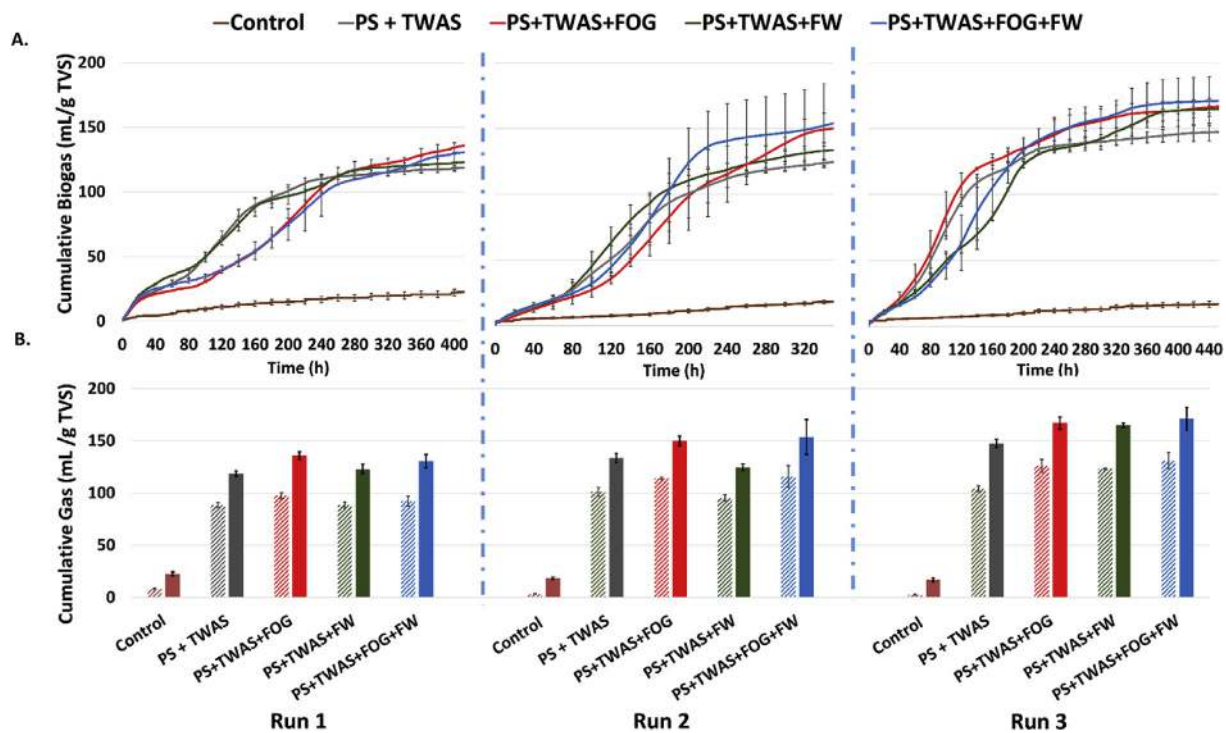 Control PS + TWAS PS+TWAS+FOG PS+TWAS+FW PS+TWAS+FOG+FW
A.
Cumulative Biogas (mL/g TVS)
200
150
100
50
0
0 40 80 120 160 200 240 280 320 360 400
Time (h)
0 40 80 120 160 200 240 280 320
Time (h)
0 40 80 120 160 200 240 280 320 360 400 440
Time (h)
B.
Cumulative Gas (mL /g TVS)
200
150
100
50
0
Control PS + TWAS PS+TWAS+FOG PS+TWAS+FW PS+TWAS+FOG+FW
Control PS + TWAS PS+TWAS+FOG PS+TWAS+FW PS+TWAS+FOG+FW
Control PS + TWAS PS+TWAS+FOG PS+TWAS+FW PS+TWAS+FOG+FW
Run 1 Run 2 Run 3